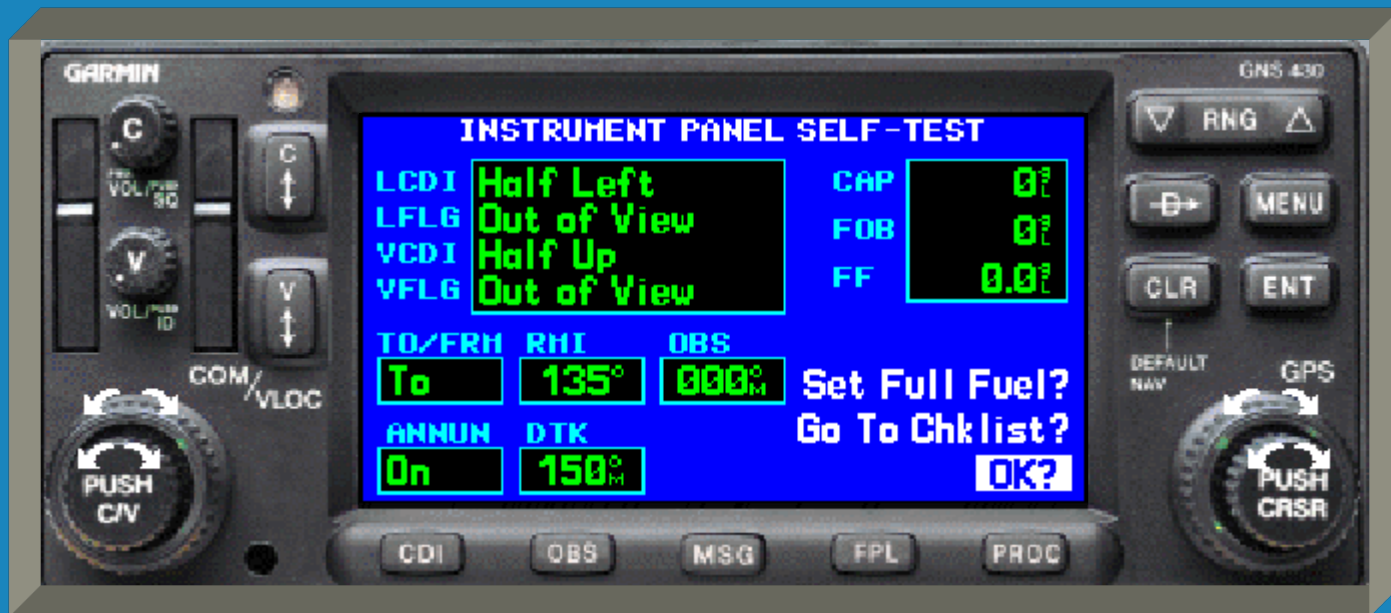 GARMIN
GNS 430
C
VOL/PUSH
SQ
C
V
VOL/PUSH
ID
V
COM/VLOC
PUSH
C/V
INSTRUMENT PANEL SELF-TEST
LCDI Half Left
LFLG Out of View
VCDI Half Up
VFLG Out of View
CAP 0 gL
FOB 0 gL
FF 0.0 gL
TO/FRM RMI OBS
To 135° 000°M
Set Full Fuel?
Go To Chklist?
ANNUN DTK
On 150°M
OK?
RNG
D
MENU
CLR
ENT
DEFAULT
NAV
GPS
PUSH
CRSR
CDI OBS MSG FPL PROC